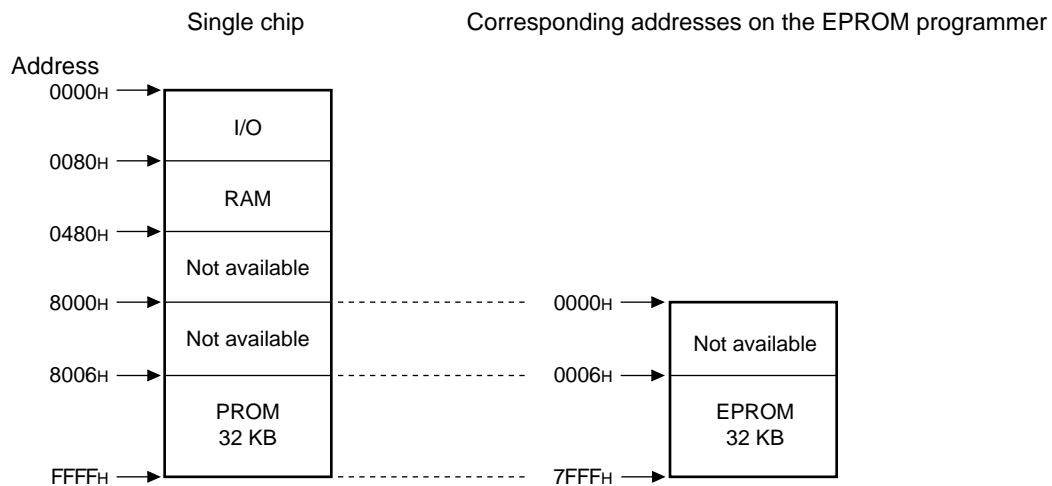 Single chip
Corresponding addresses on the EPROM programmer
Address
0000H
I/O
0080H
RAM
0480H
Not available
8000H
0000H
Not available
Not available
8006H
0006H
PROM
32 KB
EPROM
32 KB
FFFFH
7FFFH